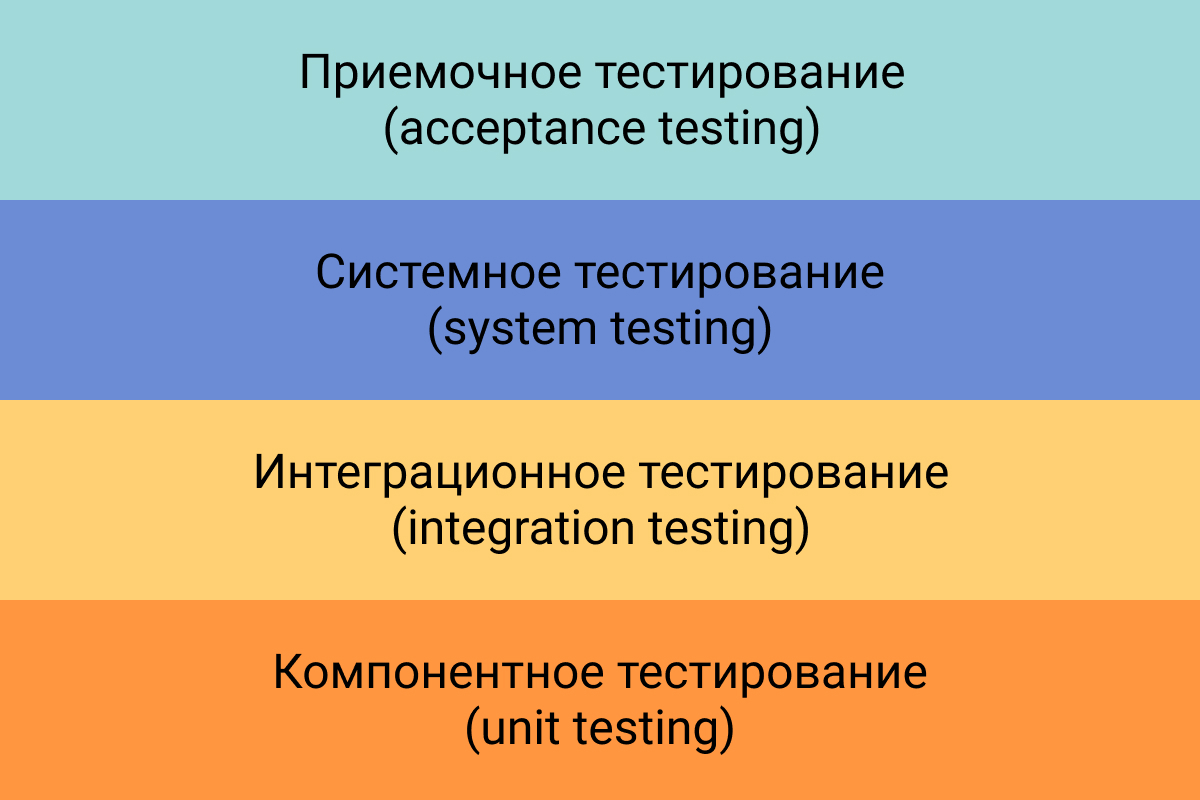 Приемочное тестирование
(acceptance testing)
Системное тестирование
(system testing)
Интеграционное тестирование
(integration testing)
Компонентное тестирование
(unit testing)